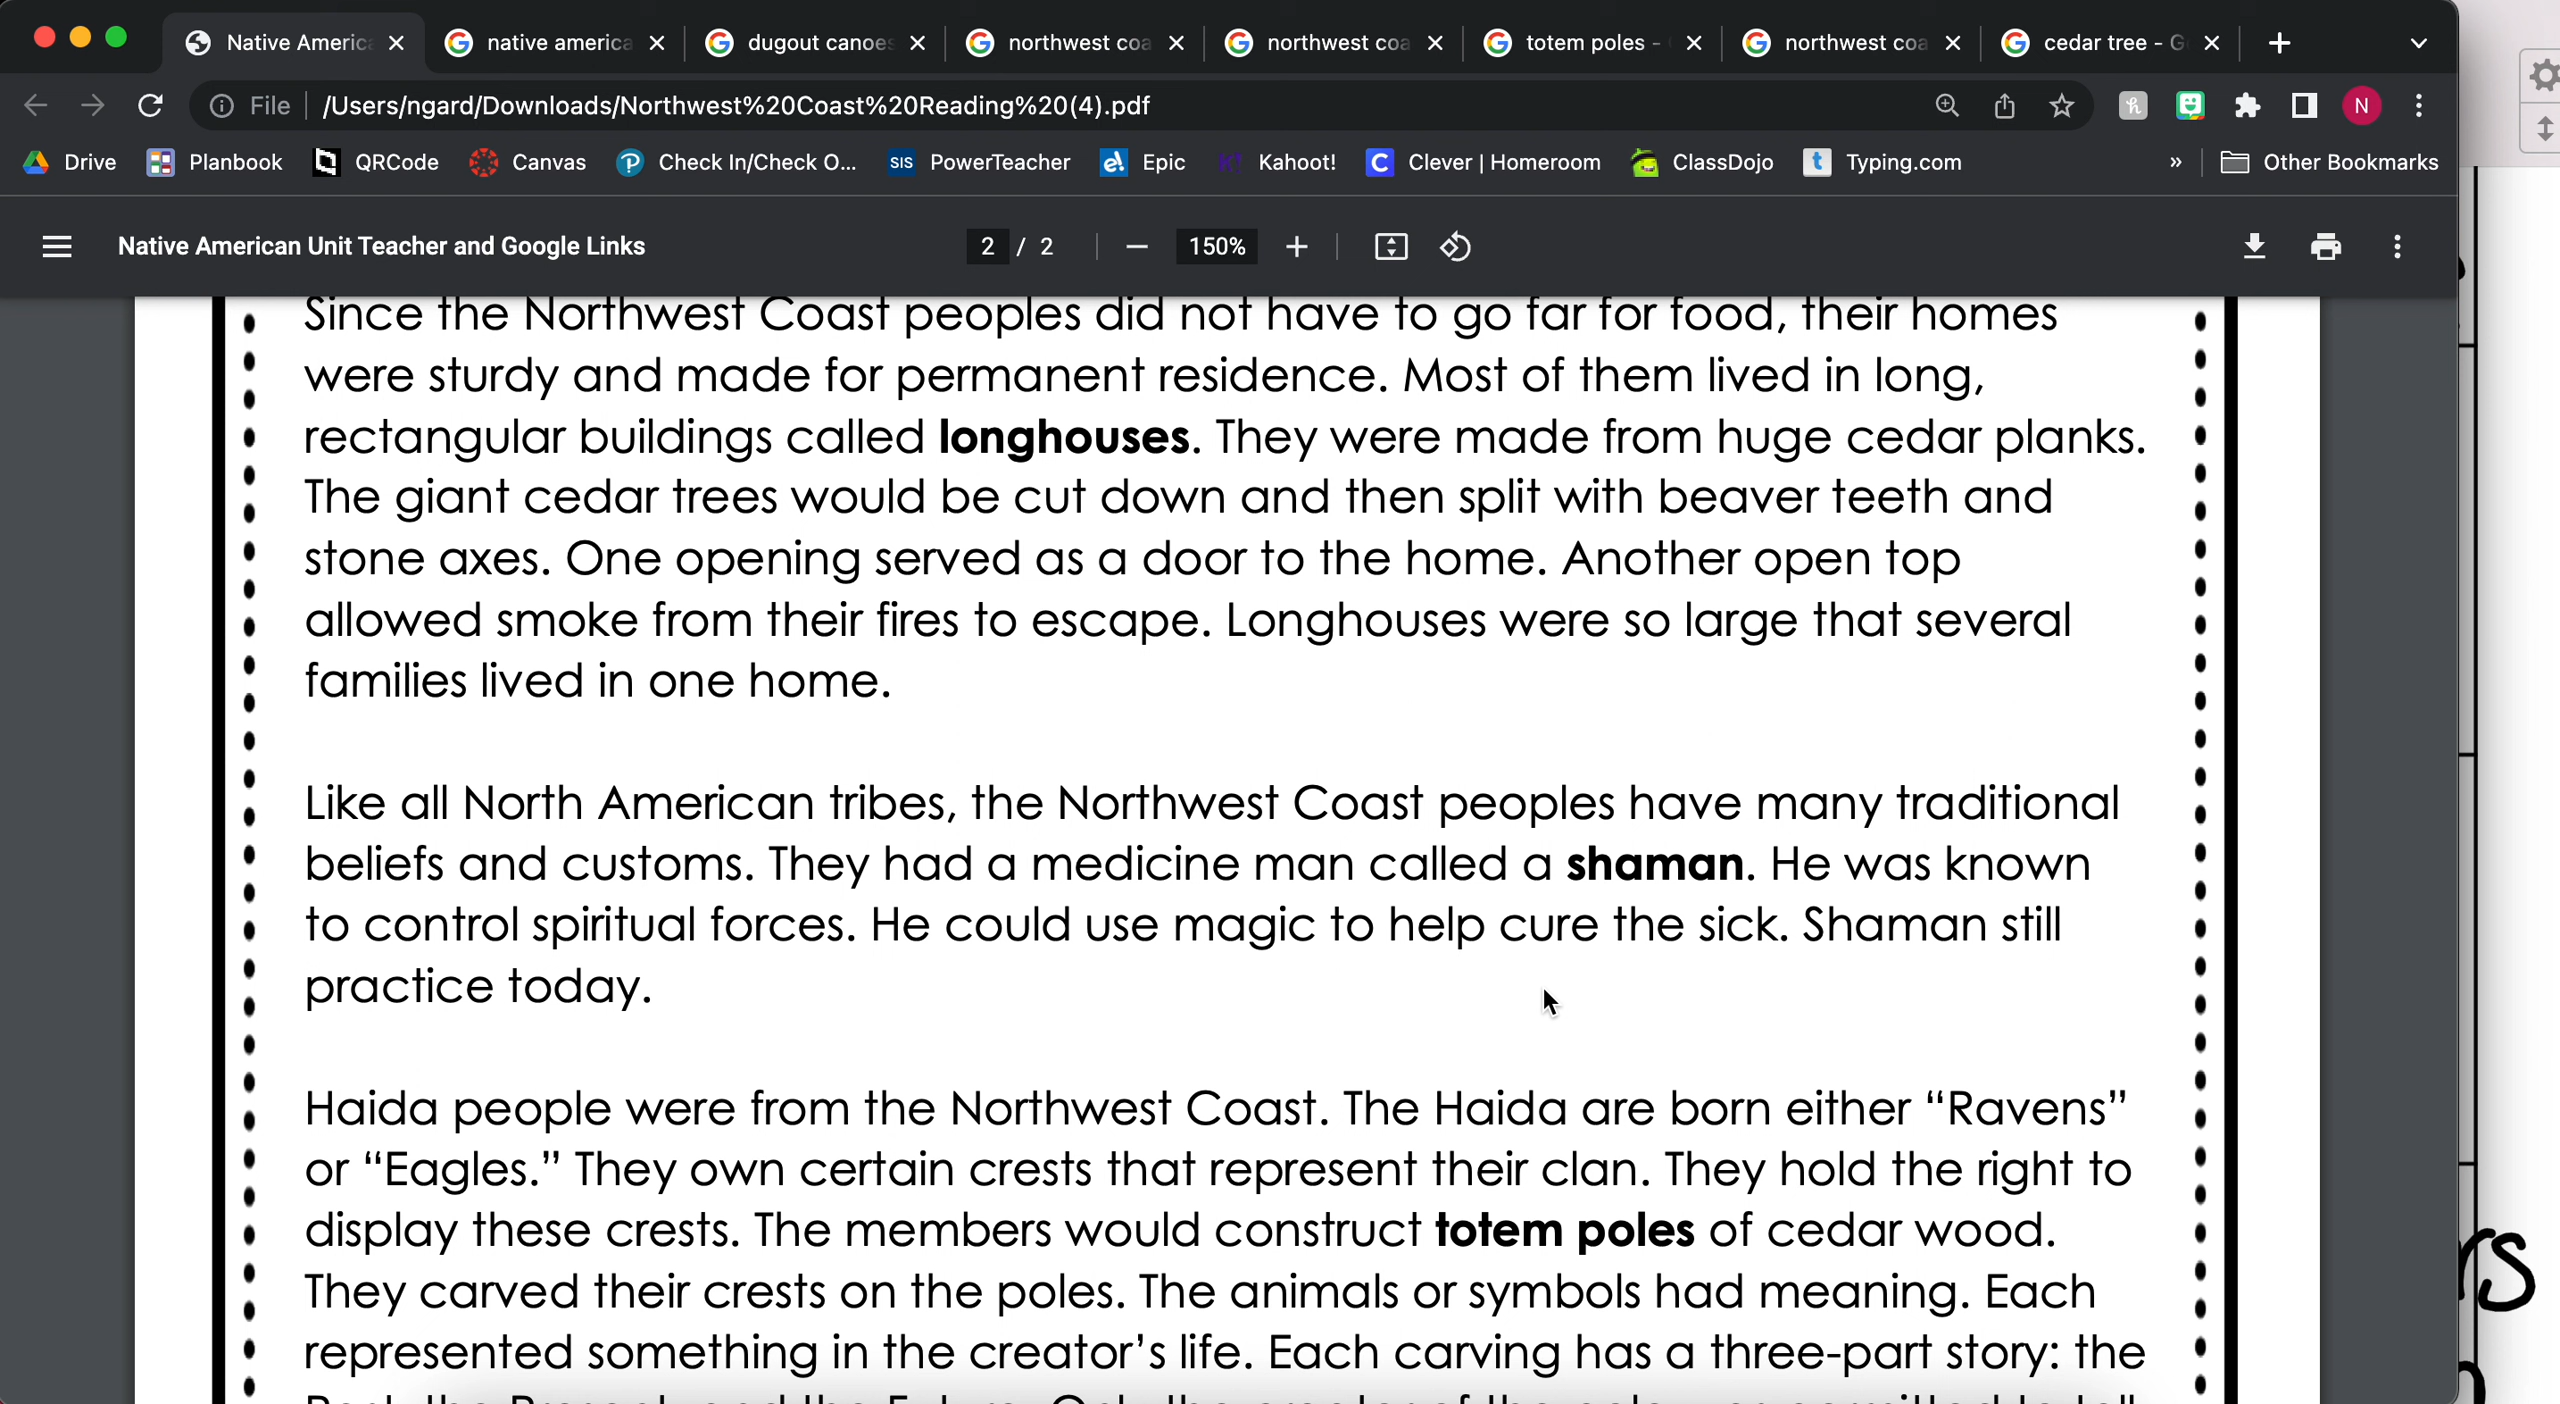 Native Americ
native america
dugout canoes
northwest coa
northwest coa
totem poles -
northwest coa
cedar tree - G
File /Users/ngard/Downloads/Northwest%20Coast%20Reading%20(4).pdf
N
Drive
Planbook
QRCode
Canvas
Check In/Check O...
SIS PowerTeacher
e! Epic
K! Kahoot!
C Clever | Homeroom
ClassDojo
t Typing.com
»
Other Bookmarks
Native American Unit Teacher and Google Links
2 / 2
150%
Since the Northwest Coast peoples did not have to go far for food, their homes
were sturdy and made for permanent residence. Most of them lived in long,
rectangular buildings called longhouses. They were made from huge cedar planks.
The giant cedar trees would be cut down and then split with beaver teeth and
stone axes. One opening served as a door to the home. Another open top
allowed smoke from their fires to escape. Longhouses were so large that several
families lived in one home.
Like all North American tribes, the Northwest Coast peoples have many traditional
beliefs and customs. They had a medicine man called a shaman. He was known
to control spiritual forces. He could use magic to help cure the sick. Shaman still
practice today.
Haida people were from the Northwest Coast. The Haida are born either “Ravens”
or “Eagles.” They own certain crests that represent their clan. They hold the right to
display these crests. The members would construct totem poles of cedar wood.
They carved their crests on the poles. The animals or symbols had meaning. Each
represented something in the creator’s life. Each carving has a three-part story: the